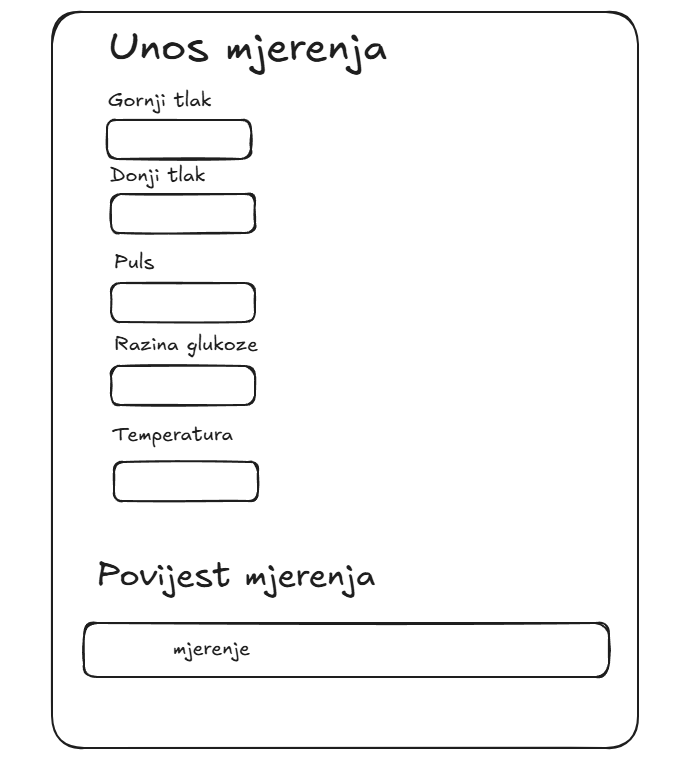 Unos mjerenja
Gornji tlak
Donji tlak
Puls
Razina glukoze
Temperatura
Povijest mjerenja
mjerenje